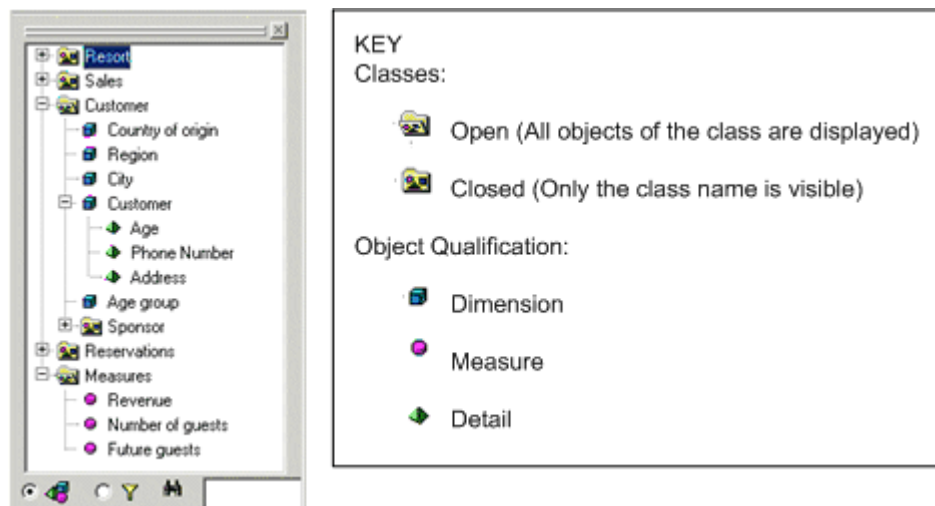 Resort
Sales
Customer
Country of origin
Region
City
Customer
Age
Phone Number
Address
Age group
Sponsor
Reservations
Measures
Revenue
Number of guests
Future guests
KEY
Classes:
Open (All objects of the class are displayed)
Closed (Only the class name is visible)
Object Qualification:
Dimension
Measure
Detail